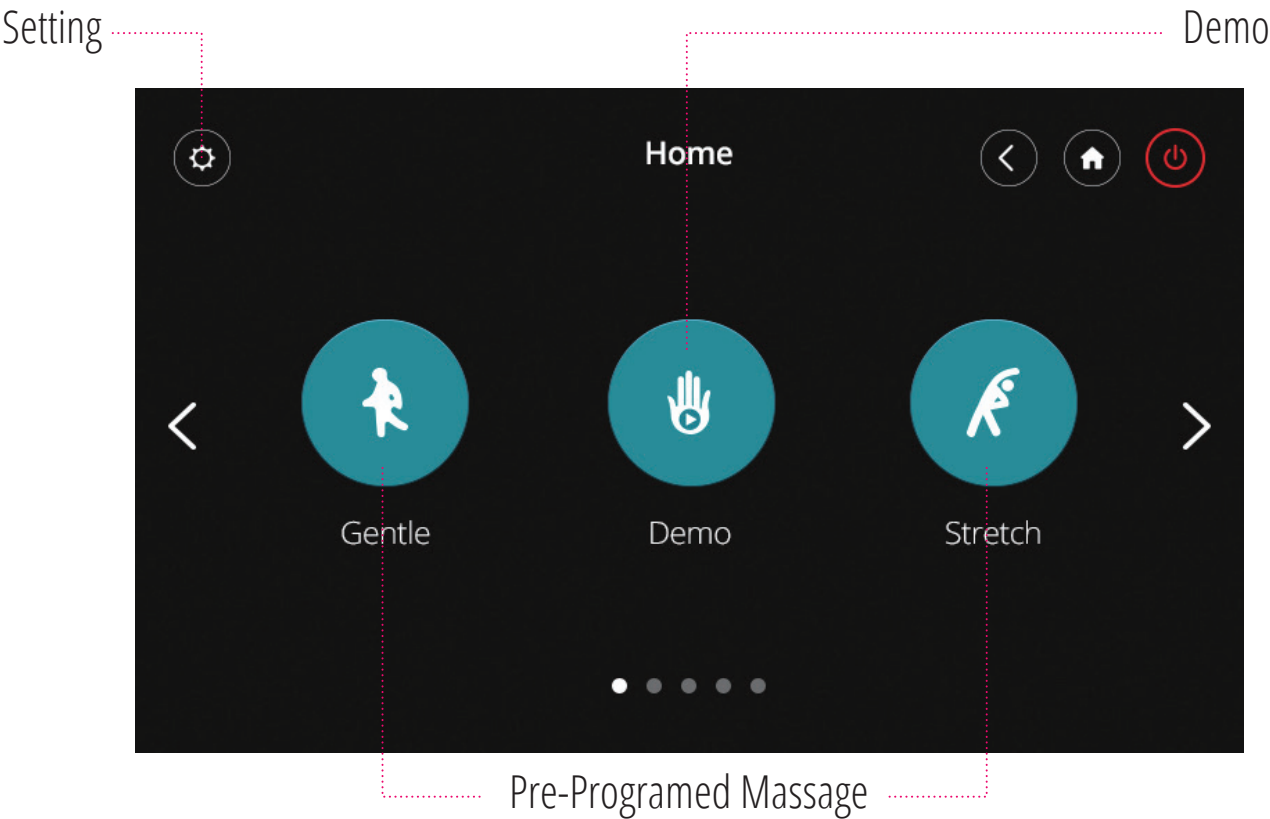 Setting
Demo
Home
Gentle
Demo
Stretch
Pre-Programed Massage